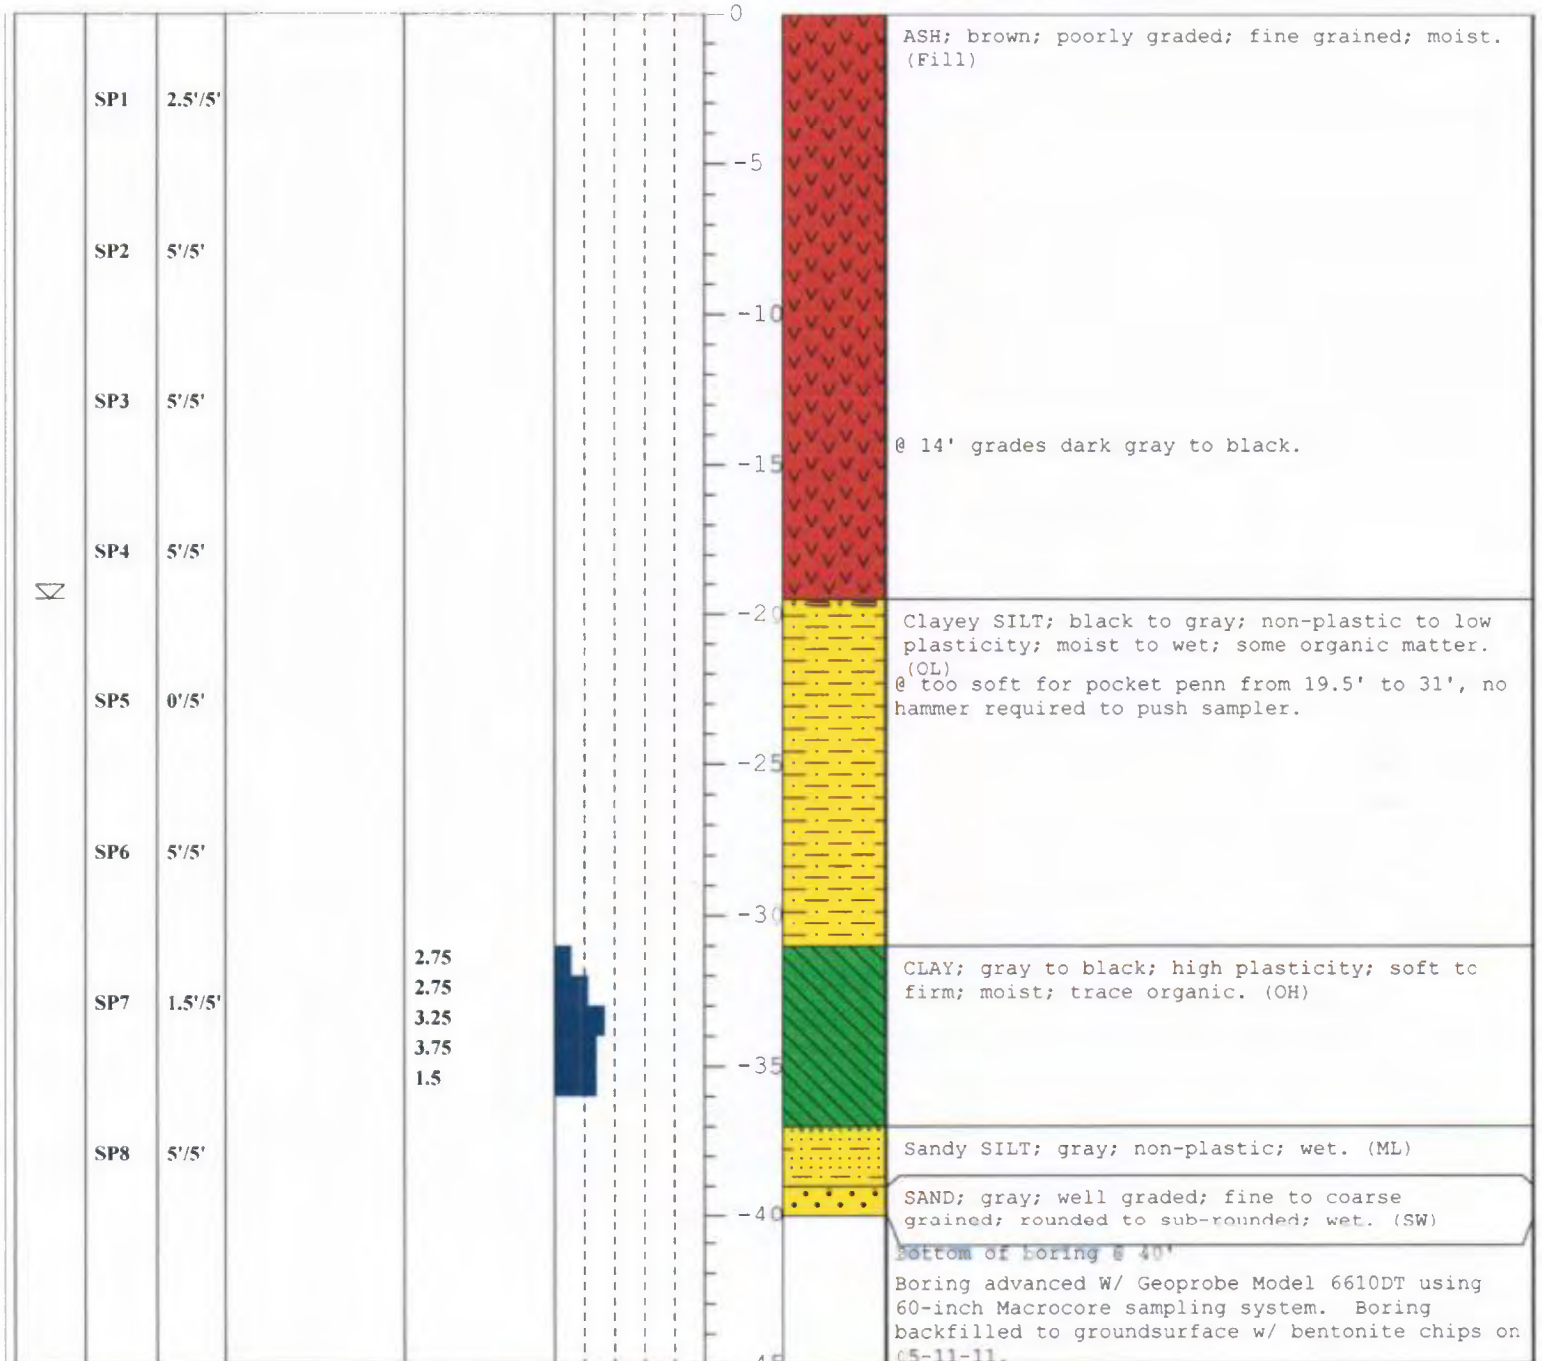 0
ASH; brown; poorly graded; fine grained; moist.
(Fill)
SP1 2.5'/5'
-5
SP2 5'/5'
-10
SP3 5'/5'
@ 14' grades dark gray to black.
-15
SP4 5'/5'
-20
Clayey SILT; black to gray; non-plastic to low
plasticity; moist to wet; some organic matter.
(OL)
@ too soft for pocket penn from 19.5' to 31', no
hammer required to push sampler.
SP5 0'/5'
-25
SP6 5'/5'
-30
2.75
CLAY; gray to black; high plasticity; soft to
firm; moist; trace organic. (OH)
2.75
SP7 1.5'/5'
3.25
3.75
-35
1.5
SP8 5'/5'
Sandy SILT; gray; non-plastic; wet. (ML)
SAND; gray; well graded; fine to coarse
grained; rounded to sub-rounded; wet. (SW)
-40
Bottom of boring @ 40'
Boring advanced W/ Geoprobe Model 6610DT using
60-inch Macrocore sampling system. Boring
backfilled to groundsurface w/ bentonite chips on
05-11-11.
-45